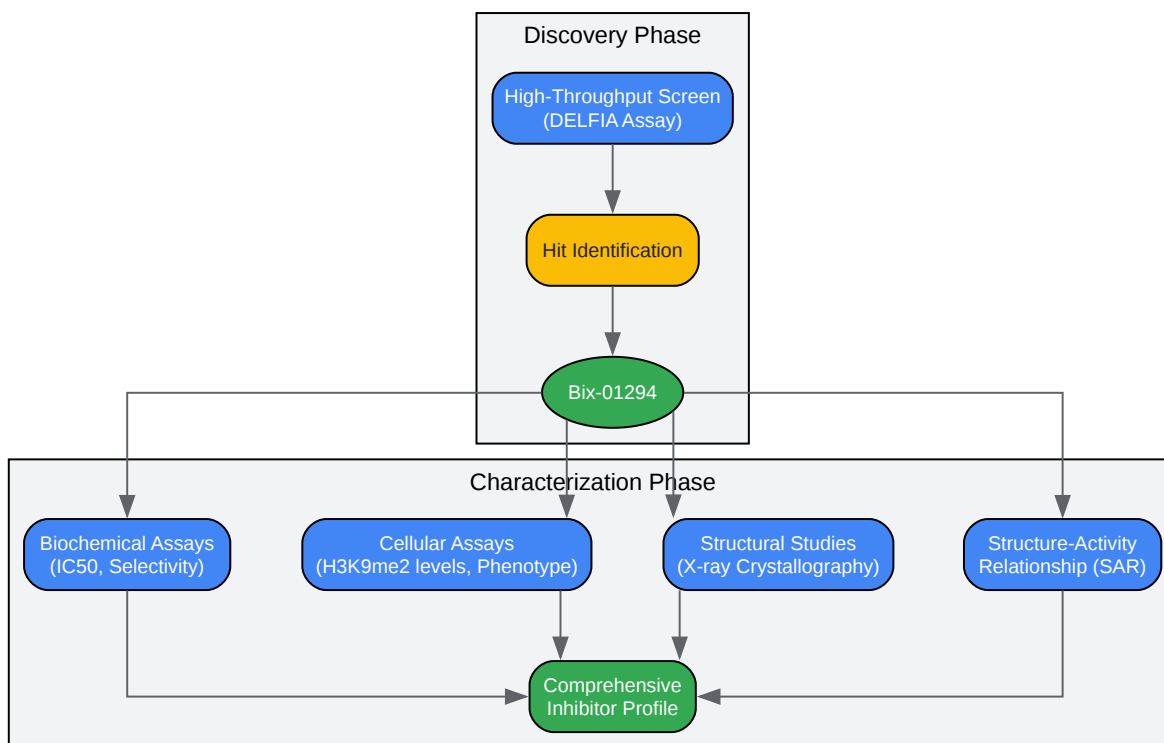 Discovery Phase
High-Throughput Screen
(DELFIA Assay)
Hit Identification
Bix-01294
Characterization Phase
Biochemical Assays
(IC50, Selectivity)
Cellular Assays
(H3K9me2 levels, Phenotype)
Structural Studies
(X-ray Crystallography)
Structure-Activity
Relationship (SAR)
Comprehensive
Inhibitor Profile